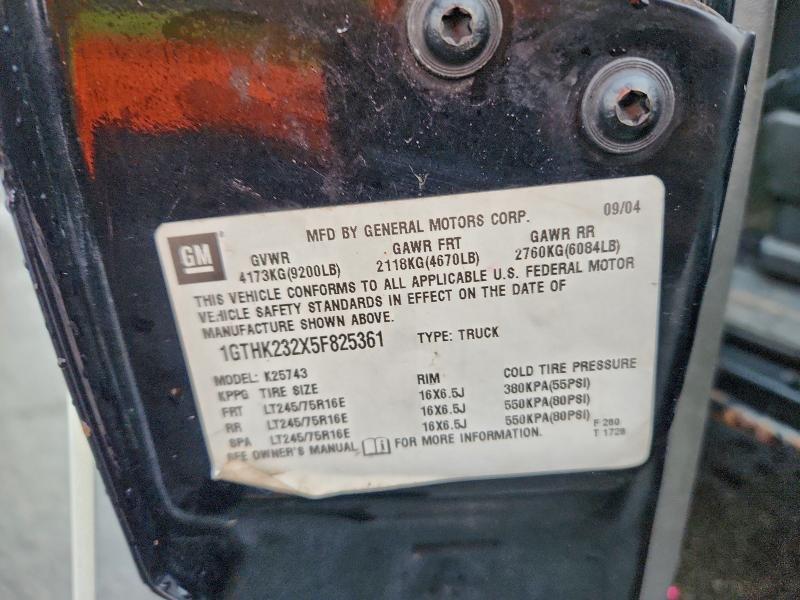 MFD BY GENERAL MOTORS CORP. 09/04
GM GVWR GAWR FRT GAWR RR
4173KG(9200LB) 2118KG(4670LB) 2760KG(6084LB)
THIS VEHICLE CONFORMS TO ALL APPLICABLE U.S. FEDERAL MOTOR
VEHICLE SAFETY STANDARDS IN EFFECT ON THE DATE OF
MANUFACTURE SHOWN ABOVE.
1GTHK232X5F825361 TYPE: TRUCK
MODEL: K25743
KPPG TIRE SIZE RIM COLD TIRE PRESSURE
FRT LT245/75R16E 16X6.5J 380KPA(55PSI)
RR LT245/75R16E 16X6.5J 550KPA(80PSI)
SPA LT245/75R16E 16X6.5J 550KPA(80PSI)
SEE OWNER'S MANUAL FOR MORE INFORMATION.
F 280
T 1728